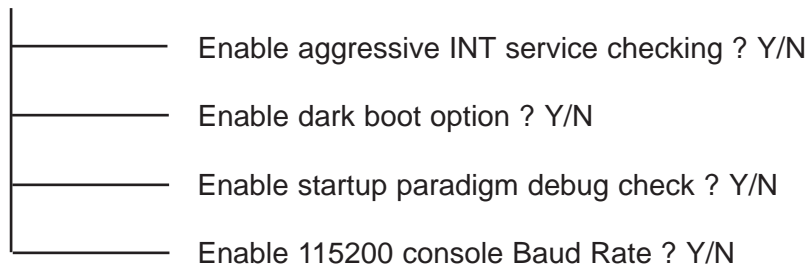 Enable aggressive INT service checking ? Y/N
Enable dark boot option ? Y/N
Enable startup paradigm debug check ? Y/N
Enable 115200 console Baud Rate ? Y/N